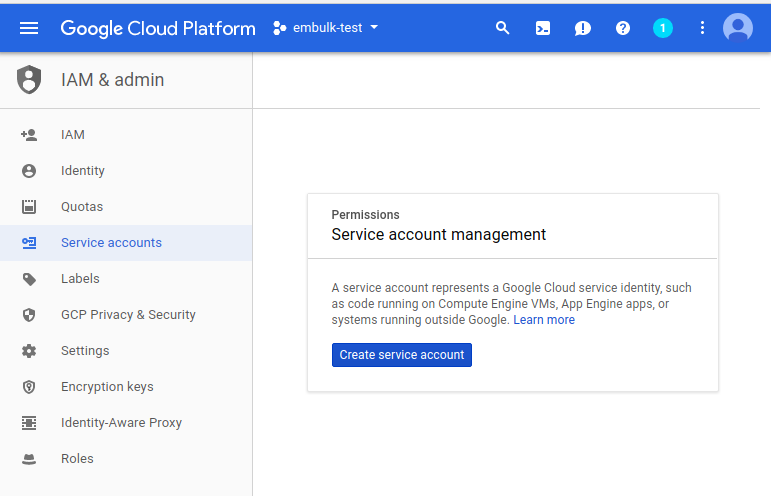 Google Cloud Platform
embulk-test
1
IAM & admin
IAM
Identity
Quotas
Service accounts
Labels
GCP Privacy & Security
Settings
Encryption keys
Identity-Aware Proxy
Roles
Permissions
Service account management
A service account represents a Google Cloud service identity, such
as code running on Compute Engine VMs, App Engine apps, or
systems running outside Google. Learn more
Create service account